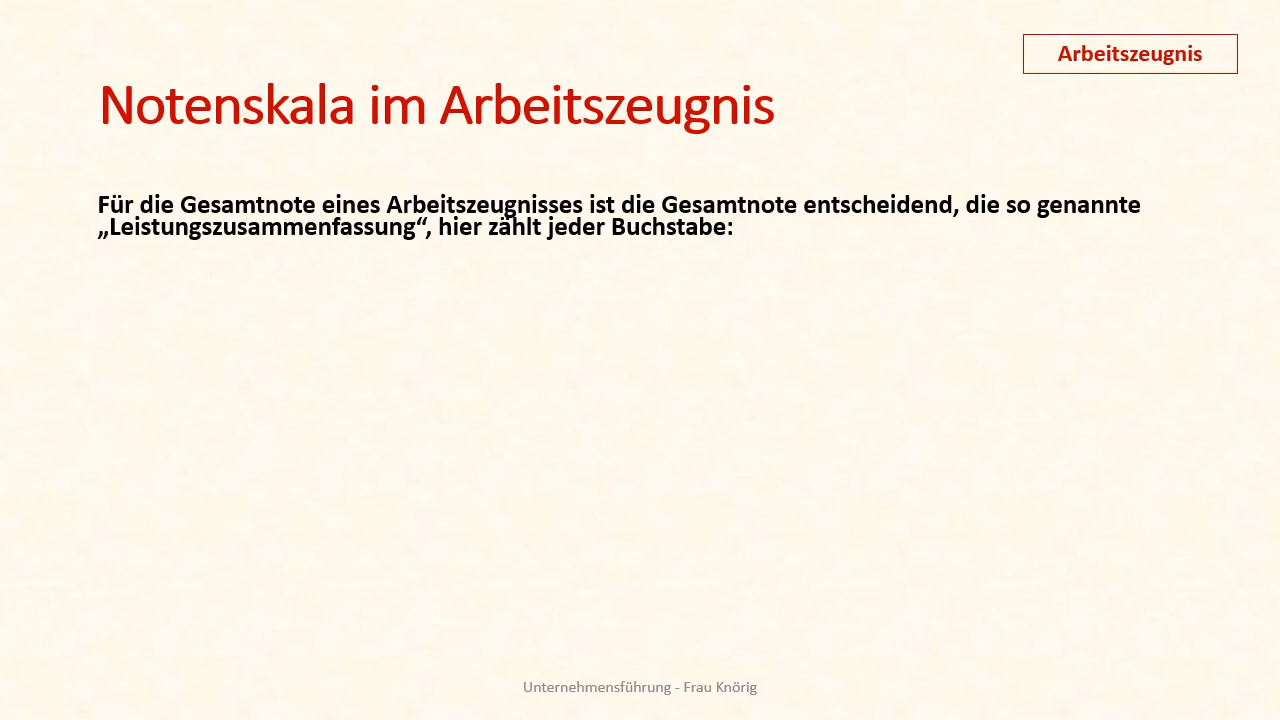 Arbeitszeugnis
Notenskala im Arbeitszeugnis
Für die Gesamtnote eines Arbeitszeugnisses ist die Gesamtnote entscheidend, die so genannte
„Leistungszusammenfassung“, hier zählt jeder Buchstabe:
Unternehmensführung - Frau Knörig